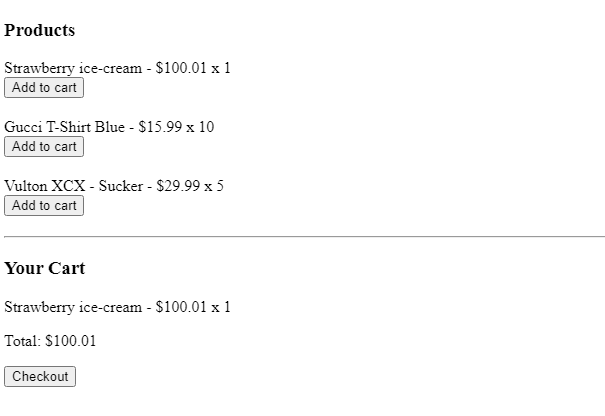 Products
Strawberry ice-cream - $100.01 x 1
Add to cart
Gucci T-Shirt Blue - $15.99 x 10
Add to cart
Vulton XCX - Sucker - $29.99 x 5
Add to cart
Your Cart
Strawberry ice-cream - $100.01 x 1
Total: $100.01
Checkout